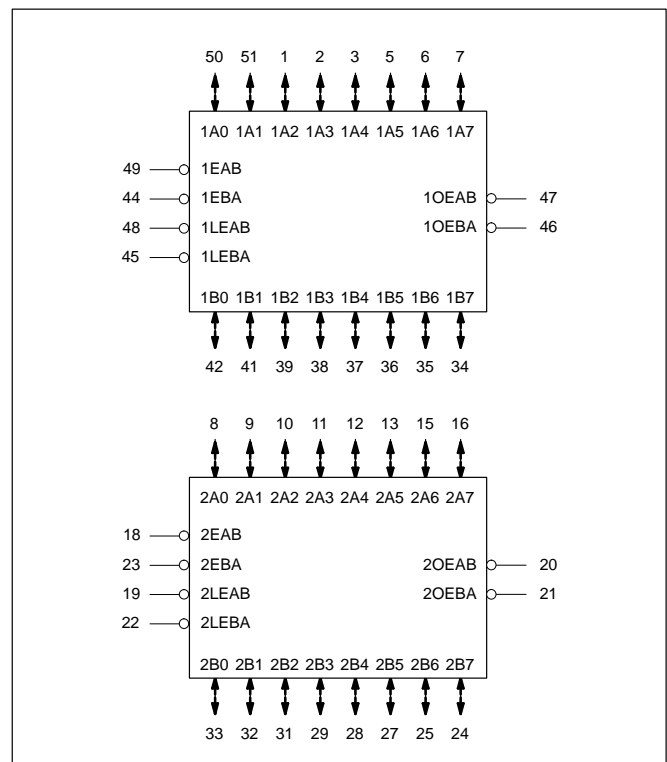 50 51 1 2 3 5 6 7
1A0 1A1 1A2 1A3 1A4 1A5 1A6 1A7
49 1EAB
44 1EBA 1OEAB 47
48 1LEAB 1OEBA 46
45 1LEBA
1B0 1B1 1B2 1B3 1B4 1B5 1B6 1B7
42 41 39 38 37 36 35 34
8 9 10 11 12 13 15 16
2A0 2A1 2A2 2A3 2A4 2A5 2A6 2A7
18 2EAB
23 2EBA 2OEAB 20
19 2LEAB 2OEBA 21
22 2LEBA
2B0 2B1 2B2 2B3 2B4 2B5 2B6 2B7
33 32 31 29 28 27 25 24